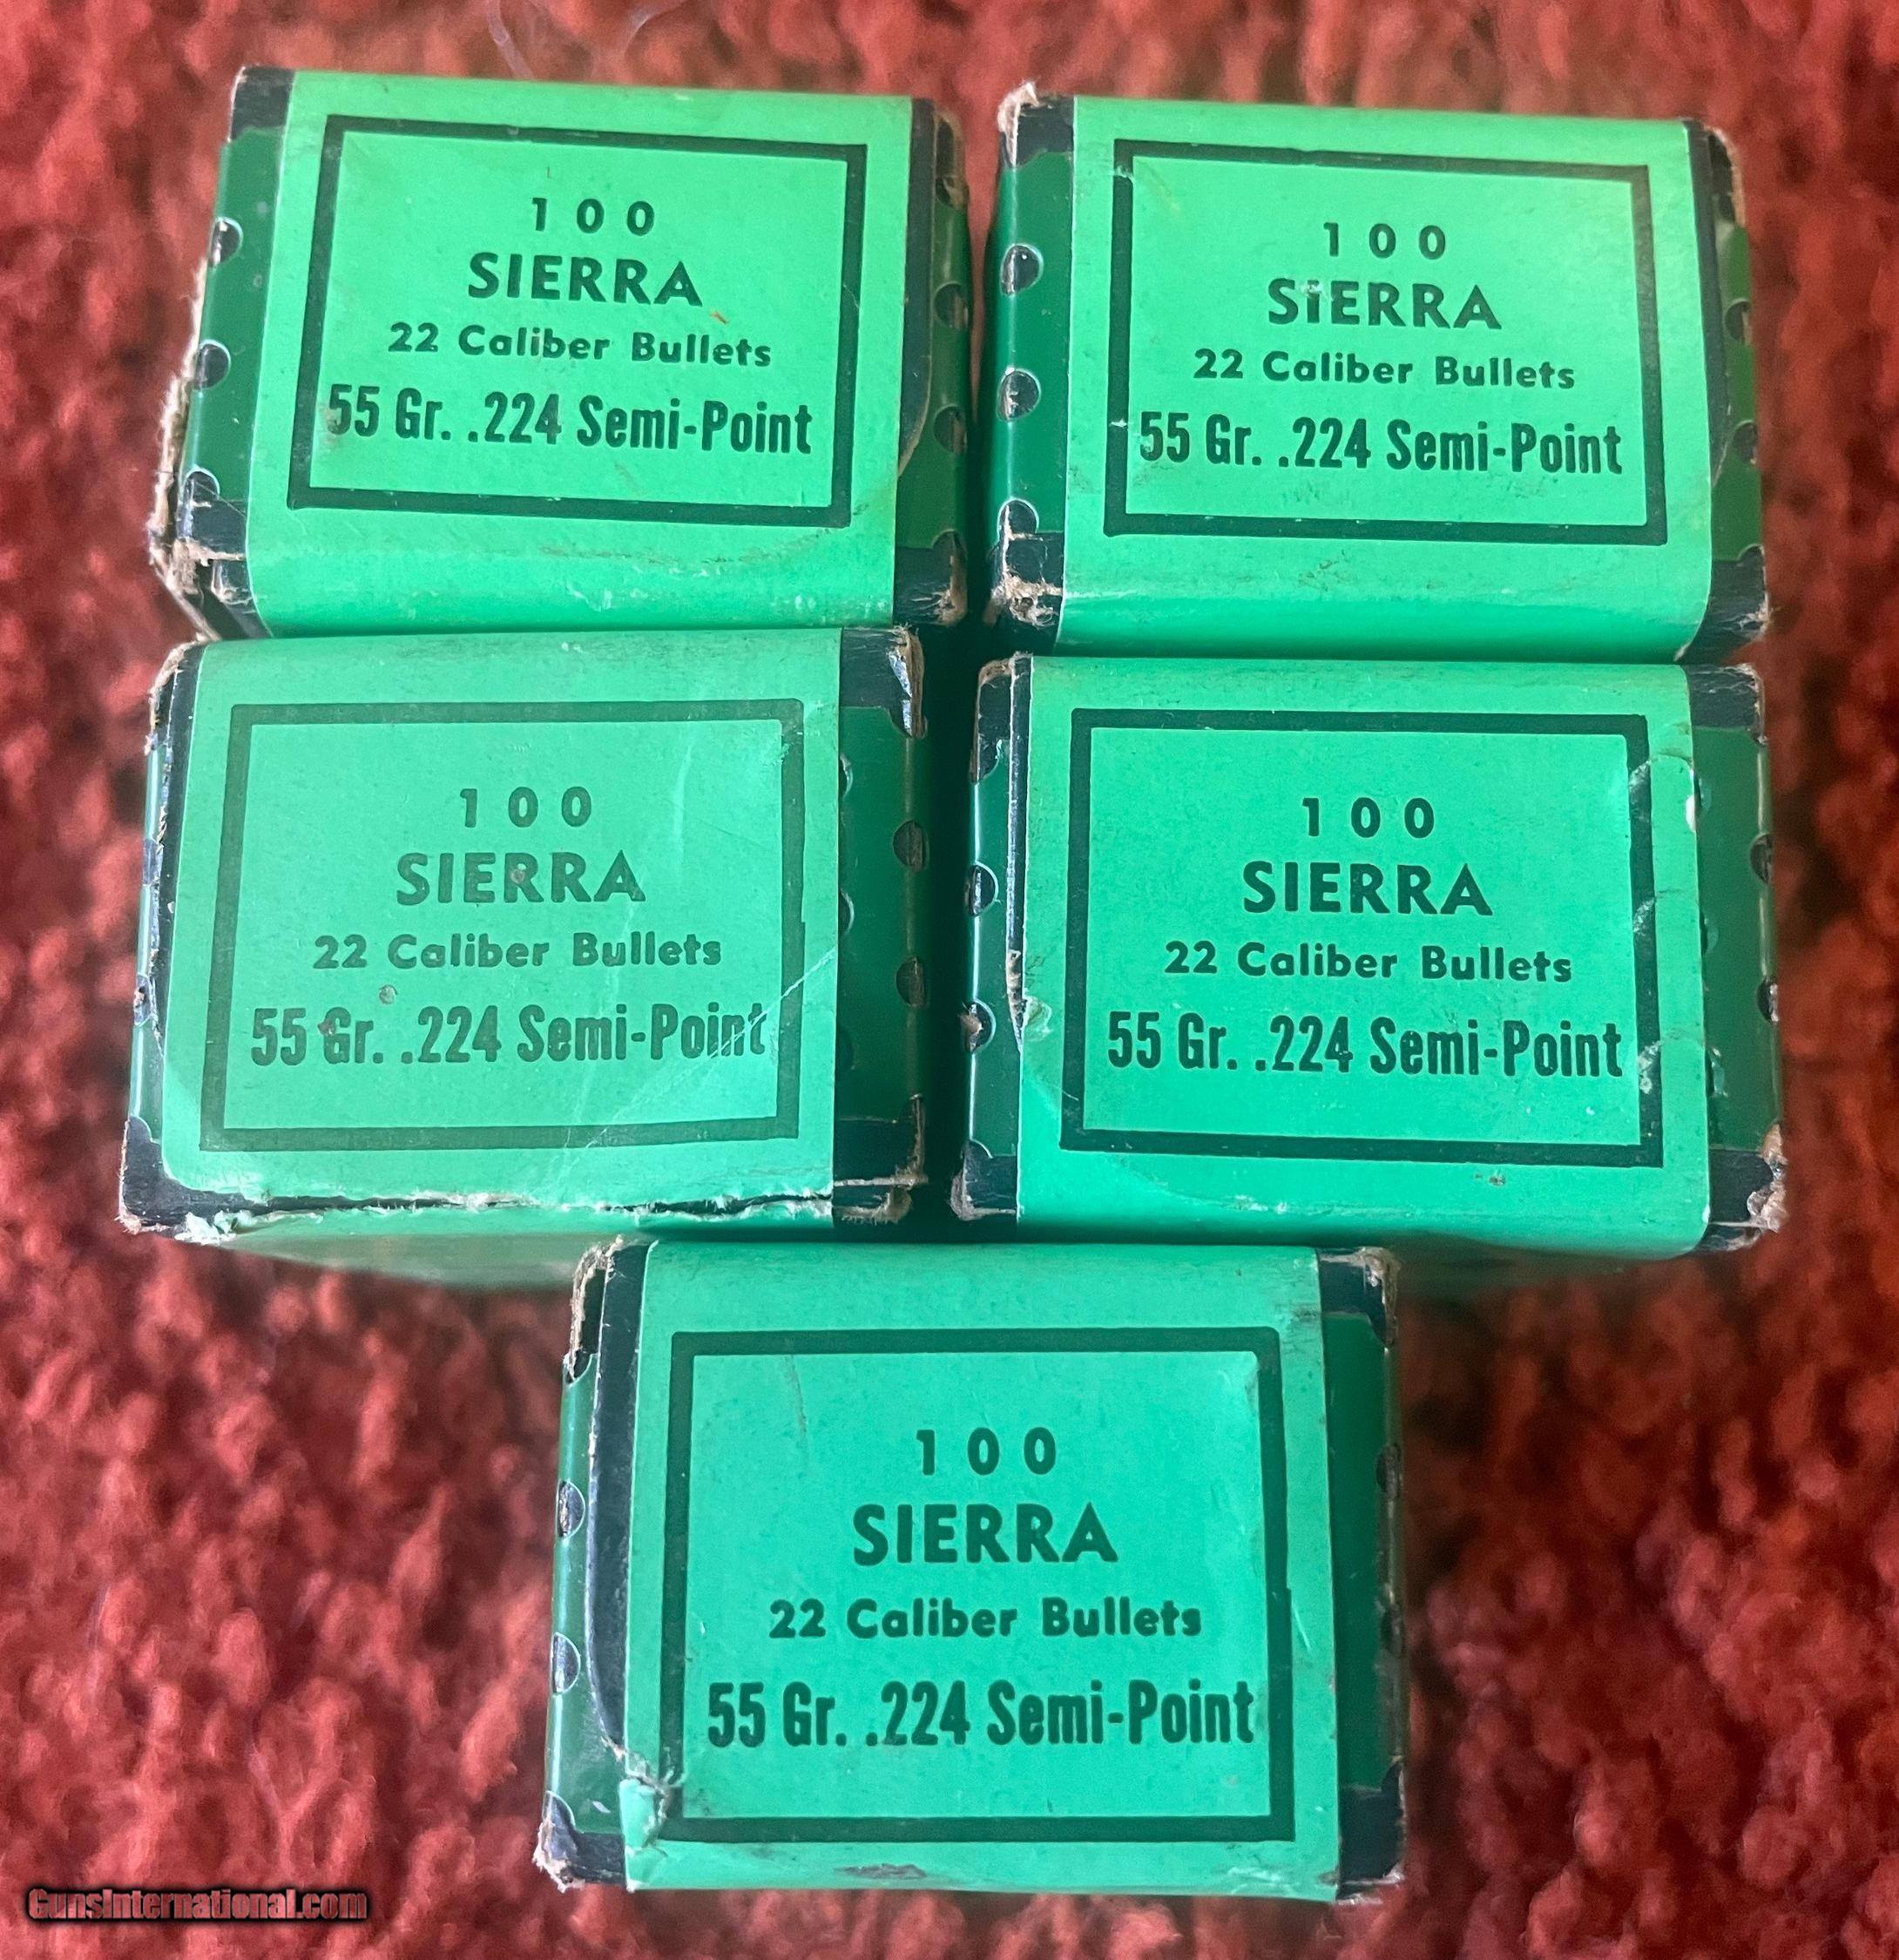 100
SIERRA
22 Caliber Bullets
55 Gr. .224 Semi-Point
100
SIERRA
22 Caliber Bullets
55 Gr. .224 Semi-Point
100
SIERRA
22 Caliber Bullets
55 Gr. .224 Semi-Point
100
SIERRA
22 Caliber Bullets
55 Gr. .224 Semi-Point
100
SIERRA
22 Caliber Bullets
55 Gr. .224 Semi-Point
GunsInternational.com